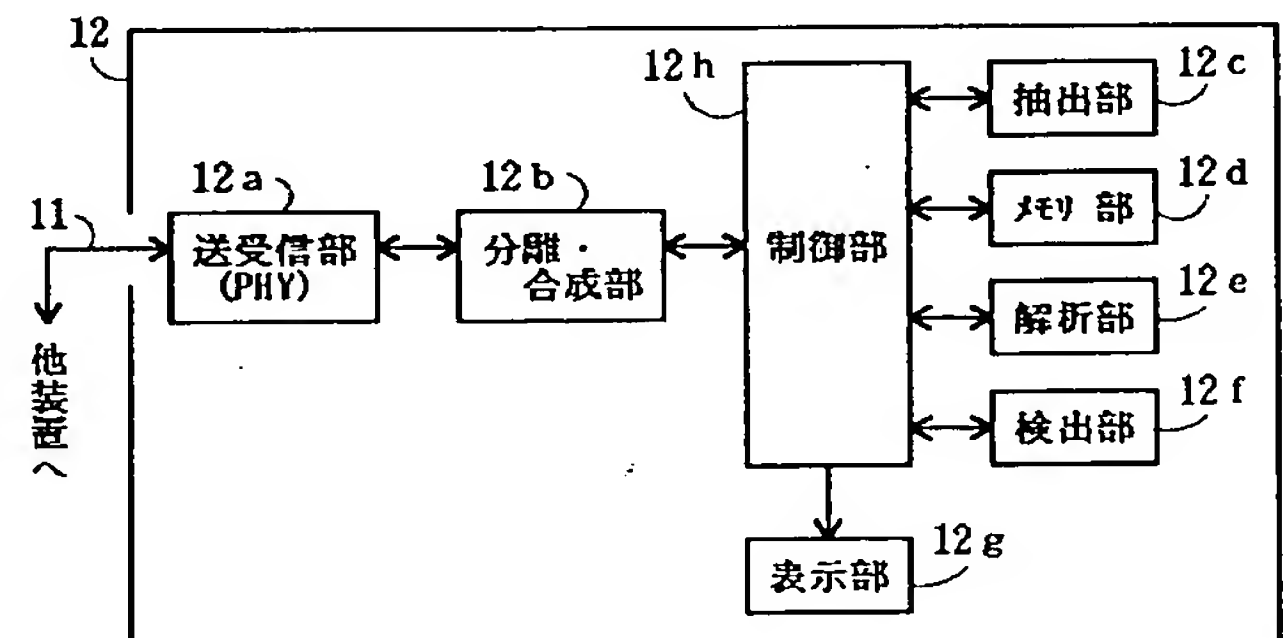 12
12h
12c
抽出部
12a
12b
12d
メモリ 部
11
送受信部
(PHY)
分離・
合成部
制御部
12e
解析部
他装置へ
12f
検出部
12g
表示部